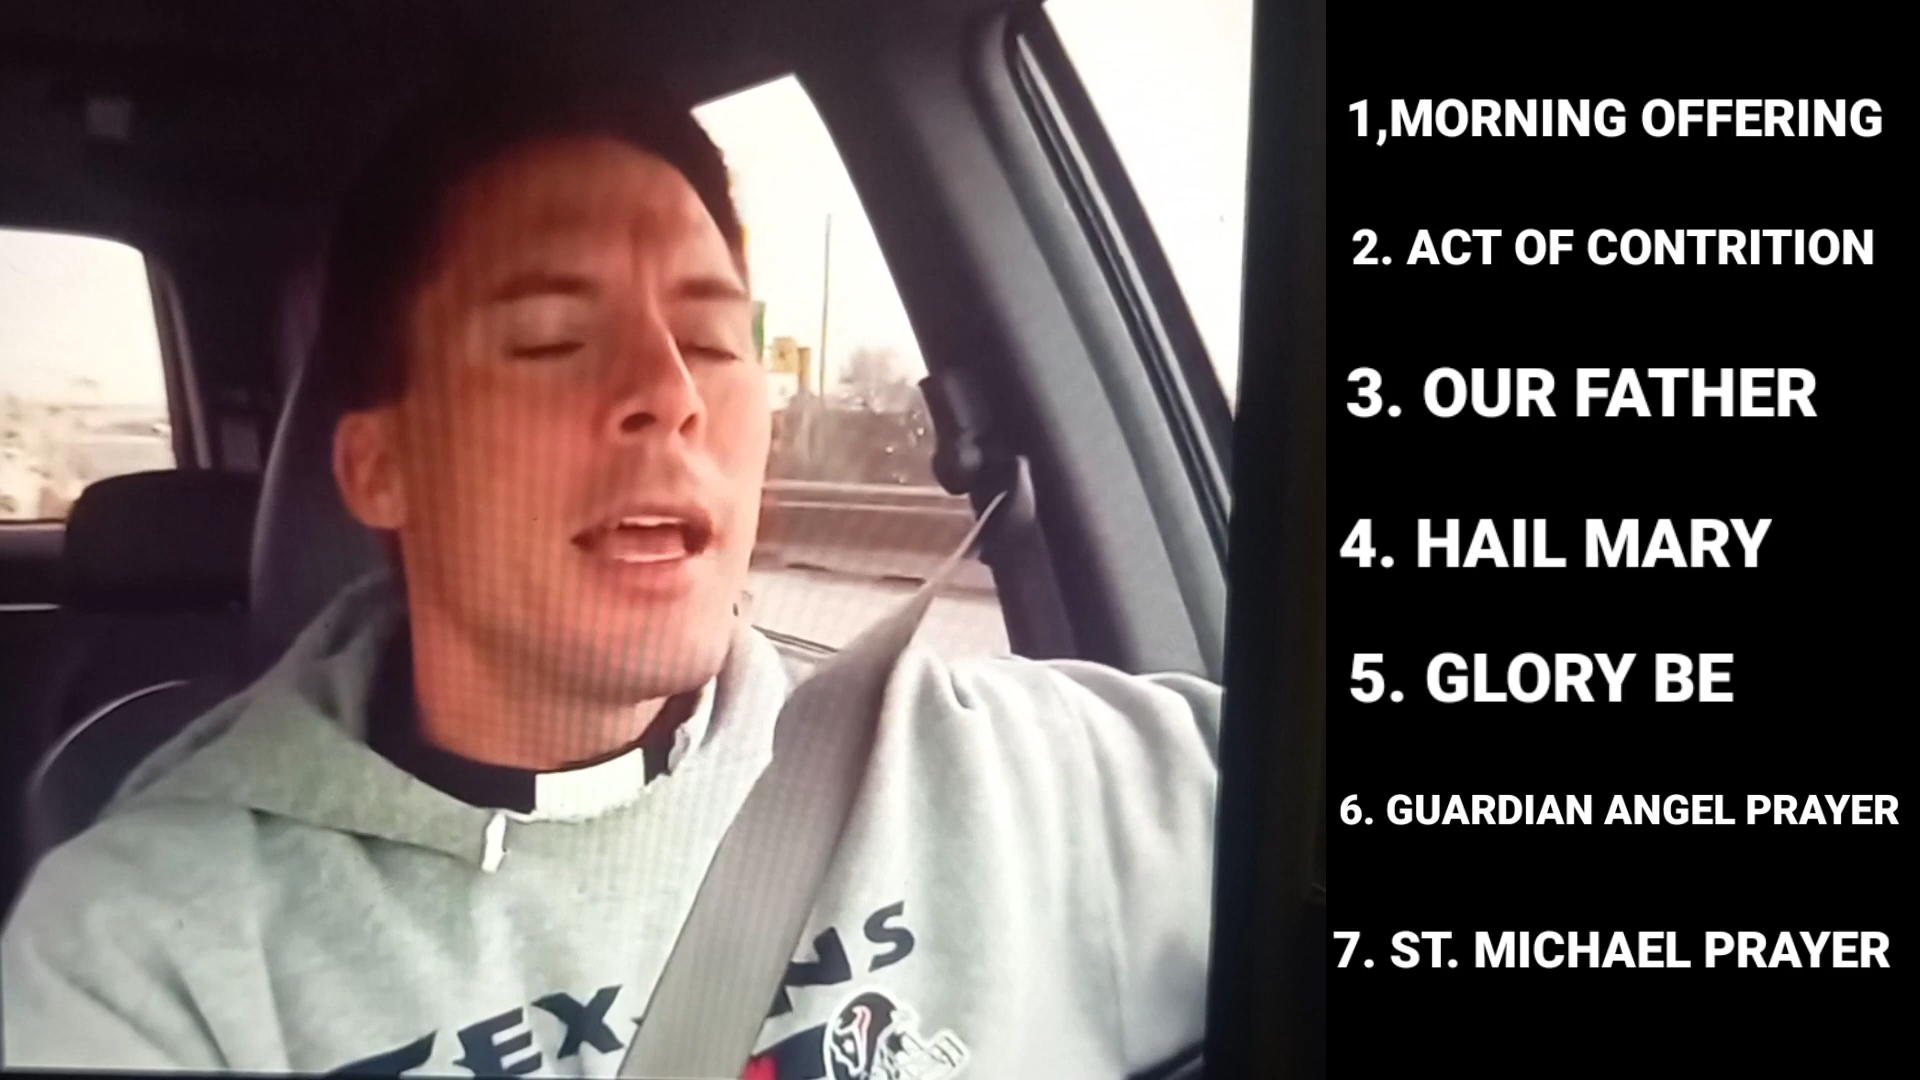 1,MORNING OFFERING
2. ACT OF CONTRITION
3. OUR FATHER
4. HAIL MARY
5. GLORY BE
6. GUARDIAN ANGEL PRAYER
7. ST. MICHAEL PRAYER